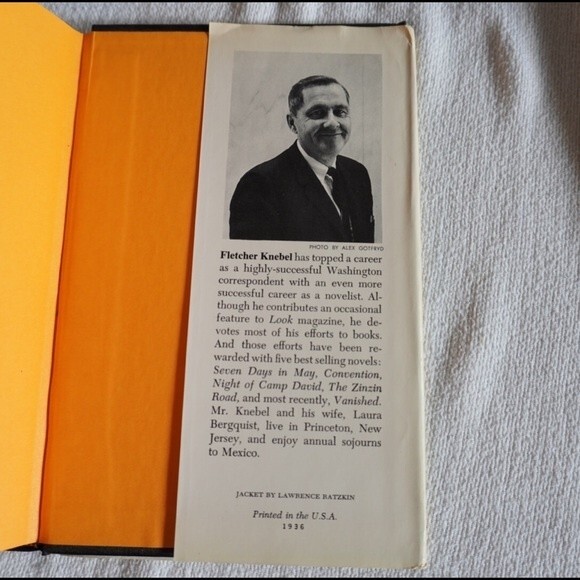 PHOTO BY ALEX GOTFRYD
Fletcher Knebel has topped a career
as a highly-successful Washington
correspondent with an even more
successful career as a novelist. Al-
though he contributes an occasional
feature to Look magazine, he de-
votes most of his efforts to books.
And those efforts have been re-
warded with five best selling novels:
Seven Days in May, Convention,
Night of Camp David, The Zinzin
Road, and most recently, Vanished.
Mr. Knebel and his wife, Laura
Bergquist, live in Princeton, New
Jersey, and enjoy annual sojourns
to Mexico.
JACKET BY LAWRENCE RATZKIN
Printed in the U.S.A.
1936